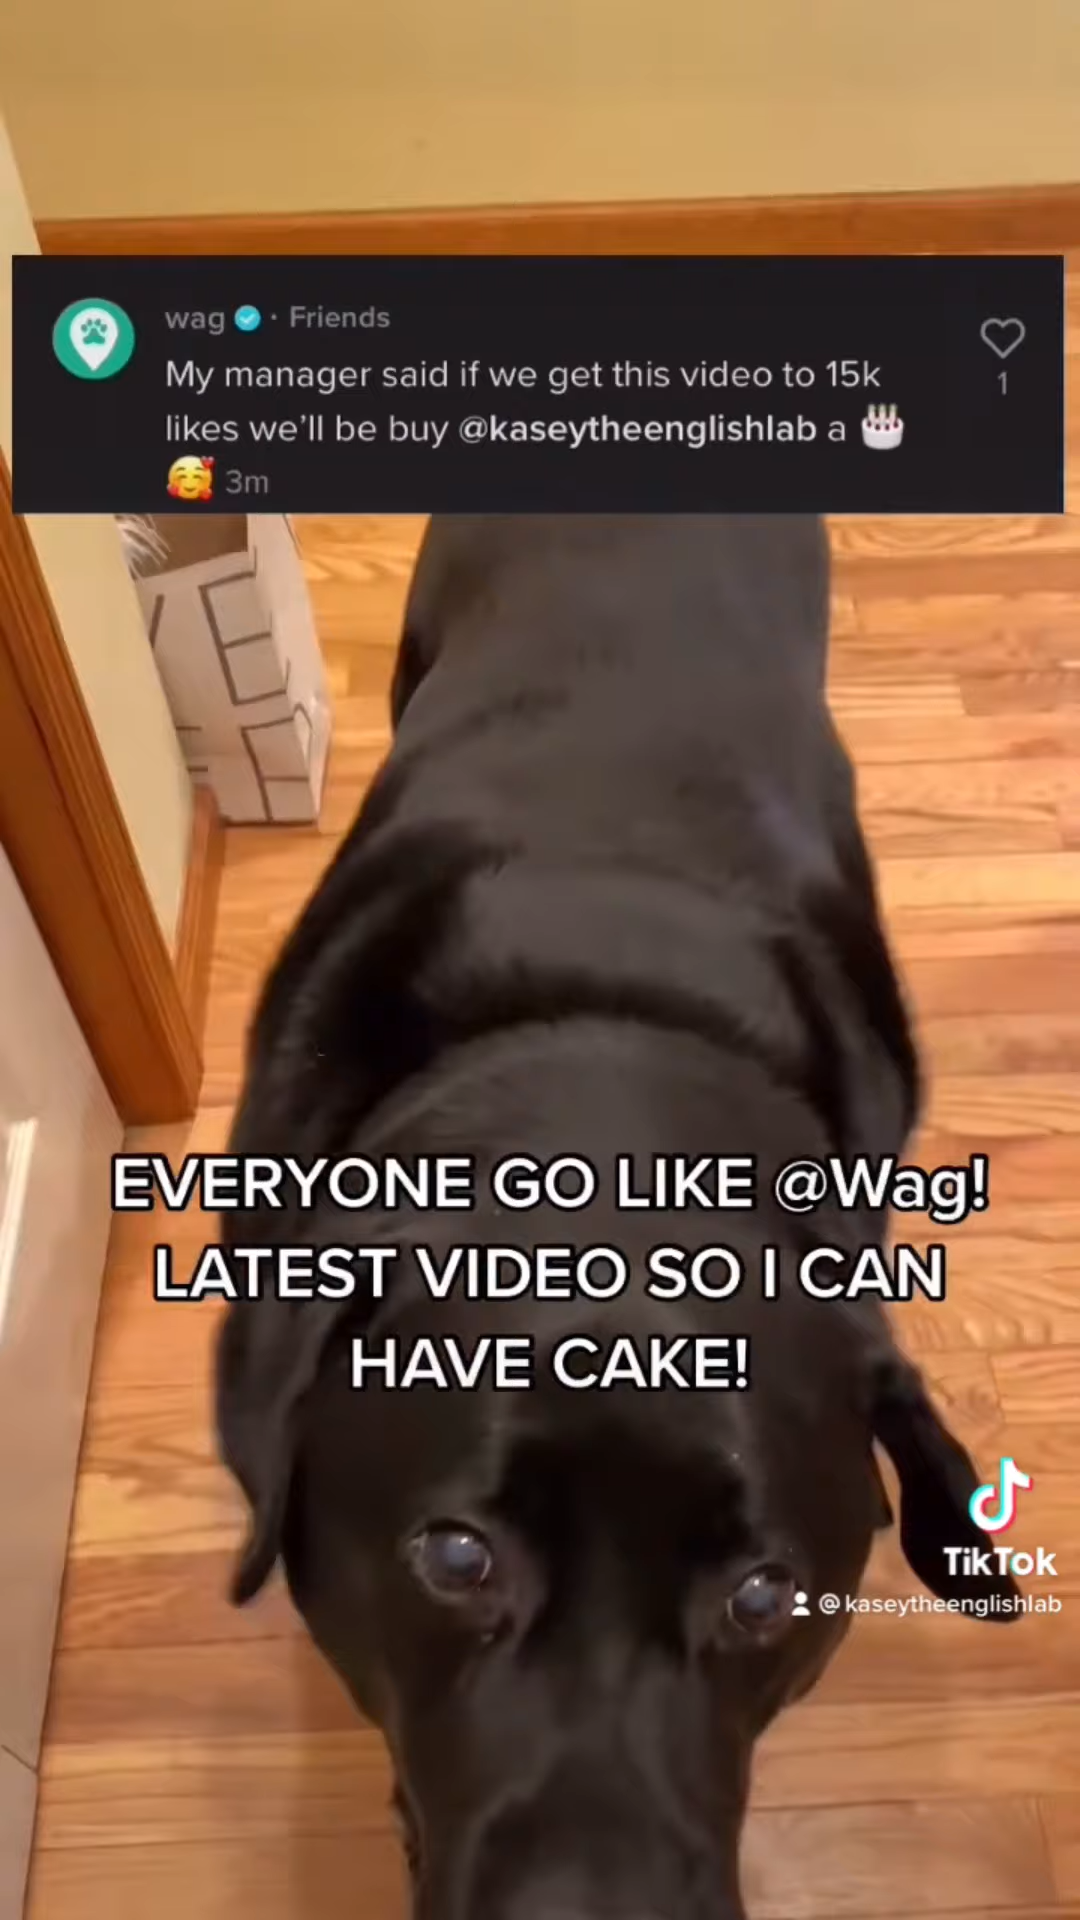 wag · Friends
My manager said if we get this video to 15k
likes we'll be buy @kaseytheenglishlab a 🎂
🥰 3m
1
EVERYONE GO LIKE @Wag!
LATEST VIDEO SO I CAN
HAVE CAKE!
TikTok
@kaseytheenglishlab